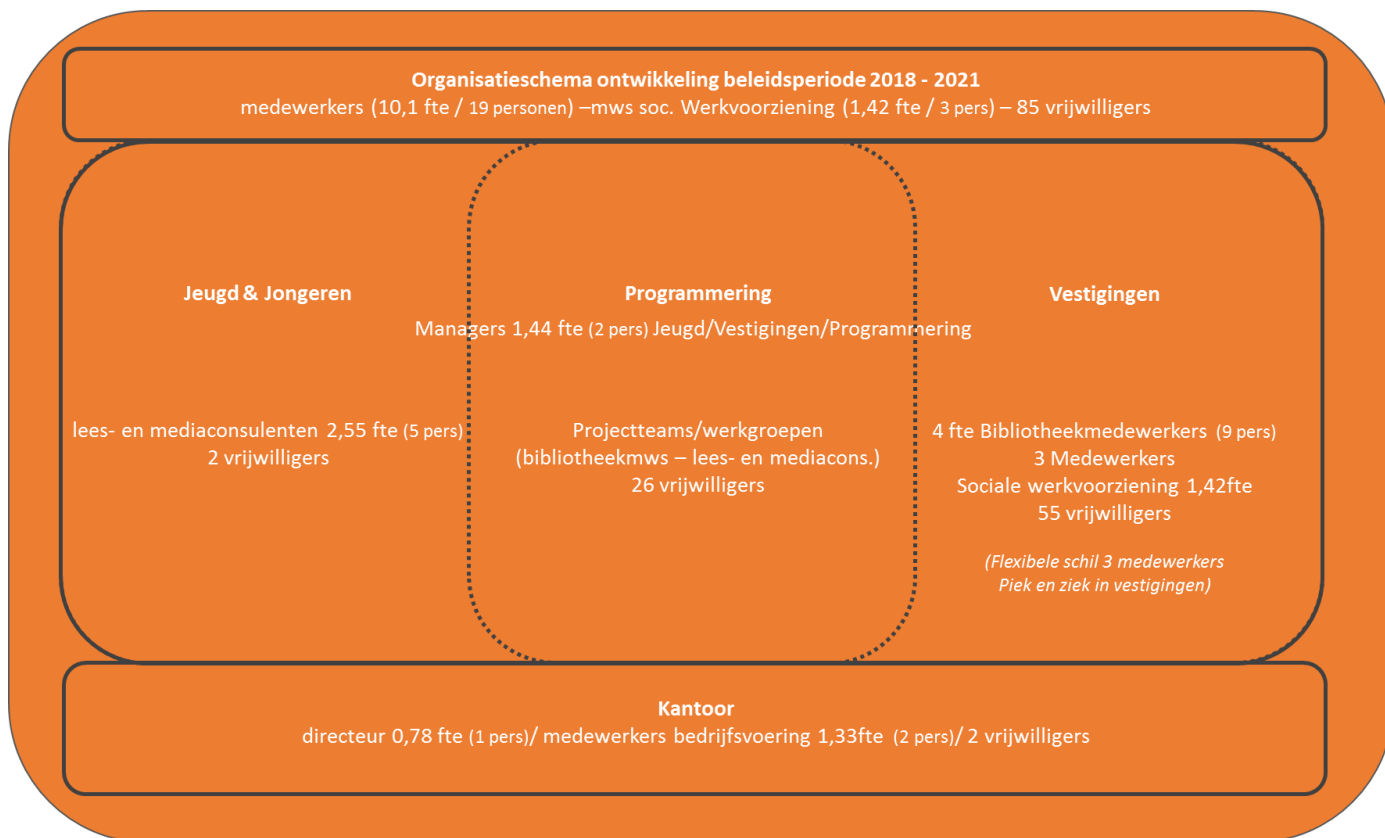 Organisatieschema ontwikkeling beleidsperiode 2018 - 2021
medewerkers (10,1 fte / 19 personen) –mws soc. Werkvoorziening (1,42 fte / 3 pers) – 85 vrijwilligers
Jeugd & Jongeren
Programmering
Vestigingen
Managers 1,44 fte (2 pers) Jeugd/Vestigingen/Programmering
lees- en mediaconsulenten 2,55 fte (5 pers)
2 vrijwilligers
Projectteams/werkgroepen
(bibliotheekmws – lees- en mediacons.)
26 vrijwilligers
4 fte Bibliotheekmedewerkers (9 pers)
3 Medewerkers
Sociale werkvoorziening 1,42fte
55 vrijwilligers
(Flexibele schil 3 medewerkers
Piek en ziek in vestigingen)
Kantoor
directeur 0,78 fte (1 pers)/ medewerkers bedrijfsvoering 1,33fte (2 pers)/ 2 vrijwilligers